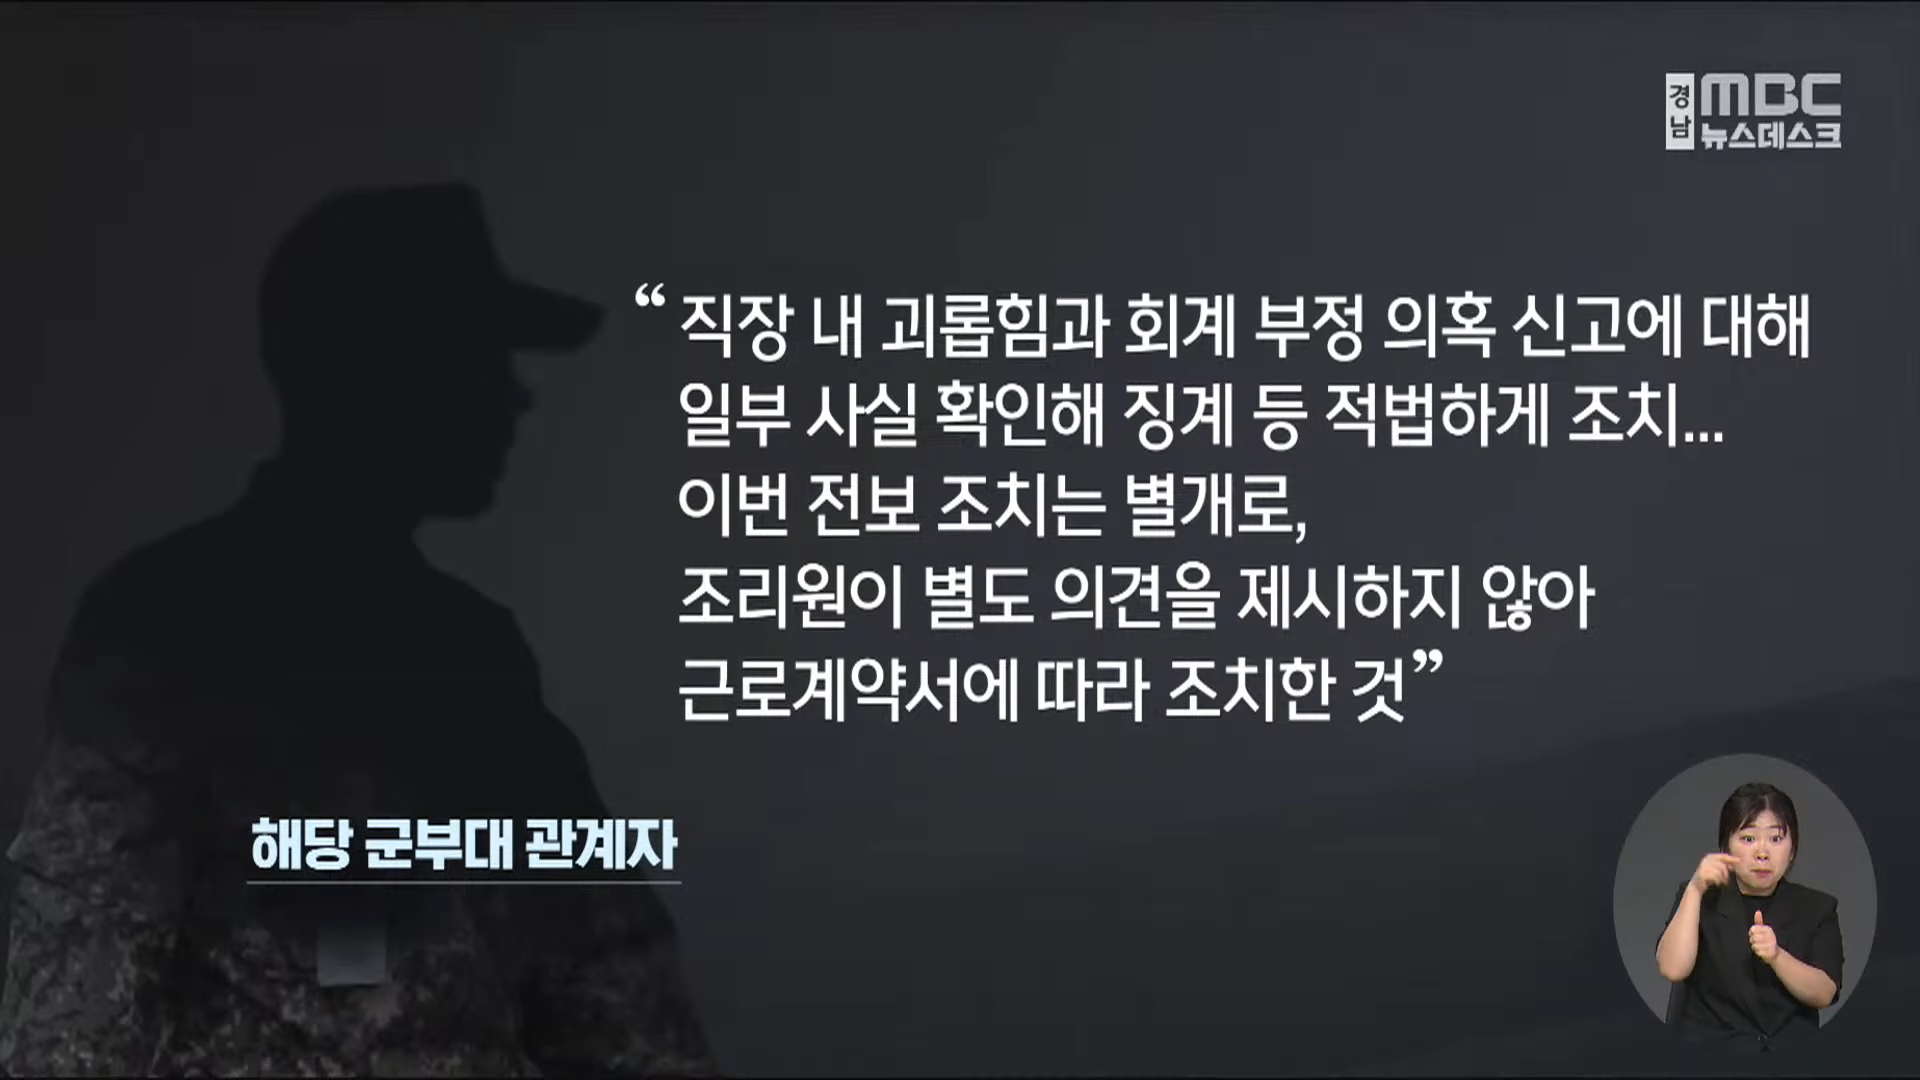 경남 MBC
뉴스데스크
“직장 내 괴롭힘과 회계 부정 의혹 신고에 대해
일부 사실 확인해 징계 등 적법하게 조치...
이번 전보 조치는 별개로,
조리원이 별도 의견을 제시하지 않아
근로계약서에 따라 조치한 것”
해당 군부대 관계자